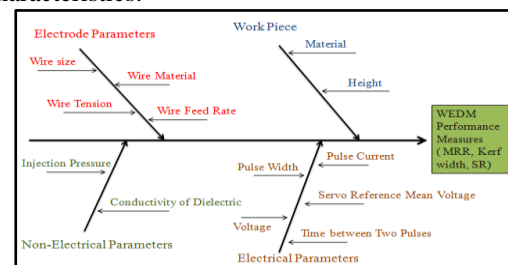 characteristics.
Electrode Parameters
Work Piece
Wire size
Material
Wire Material
Height
Wire Tension
Wire Feed Rate
WEDM
Performance
Measures
( MRR, Kerf
width, SR)
Injection Pressure
Pulse Width
Pulse Current
Conductivity of Dielectric
Servo Reference Mean Voltage
Voltage
Time between Two Pulses
Non-Electrical Parameters
Electrical Parameters